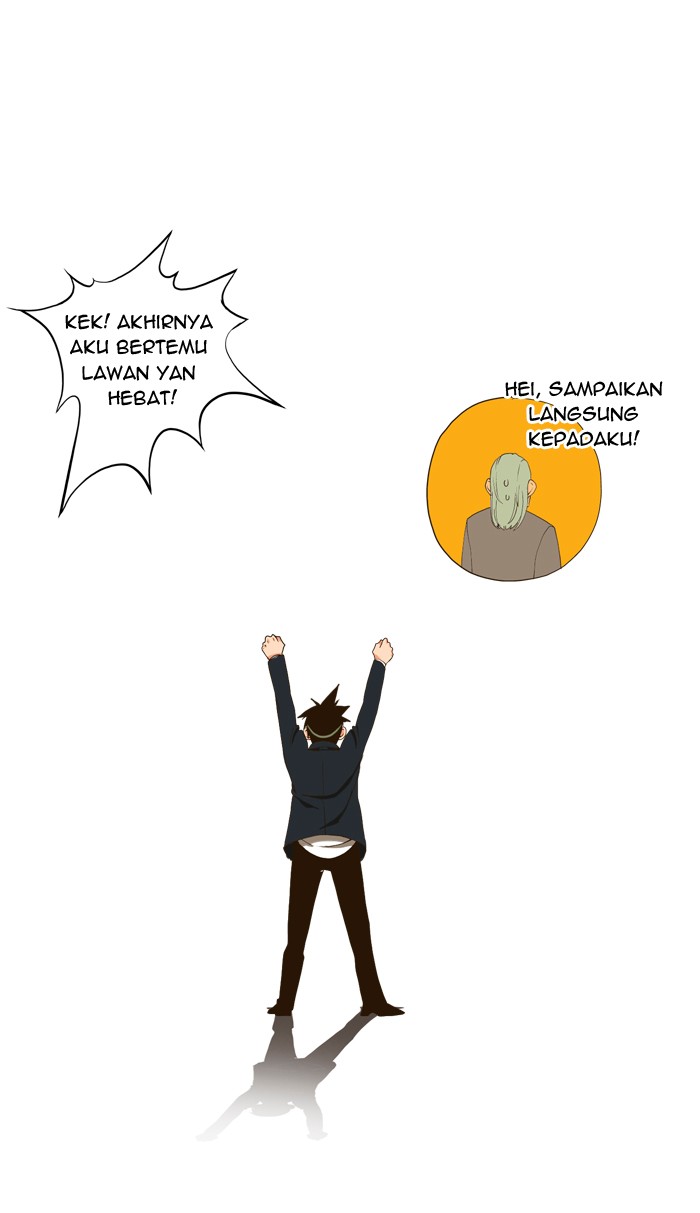 KEK! AKHIRNYA
AKU BERTEMU
LAWAN YAN
HEBAT!
HEI, SAMPAIKAN
LANGSUNG
KEPADAKU!